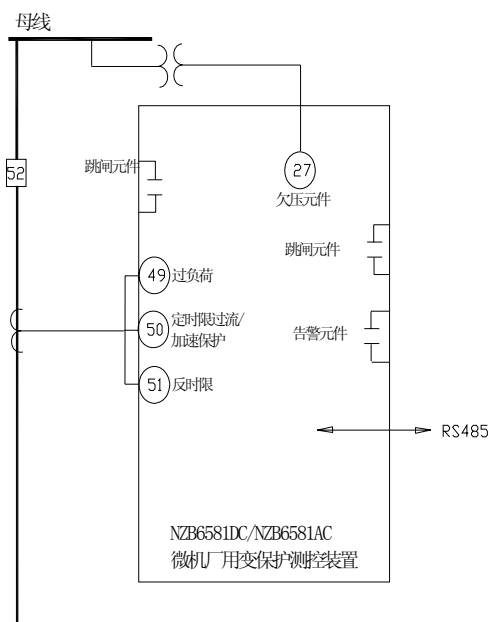 母线
52
跳闸元件
27
欠压元件
跳闸元件
49 过负荷
50 定时限过流/
加速保护
告警元件
51 反时限
RS485
NZB6581DC/NZB6581AC
微机厂用变保护测控装置